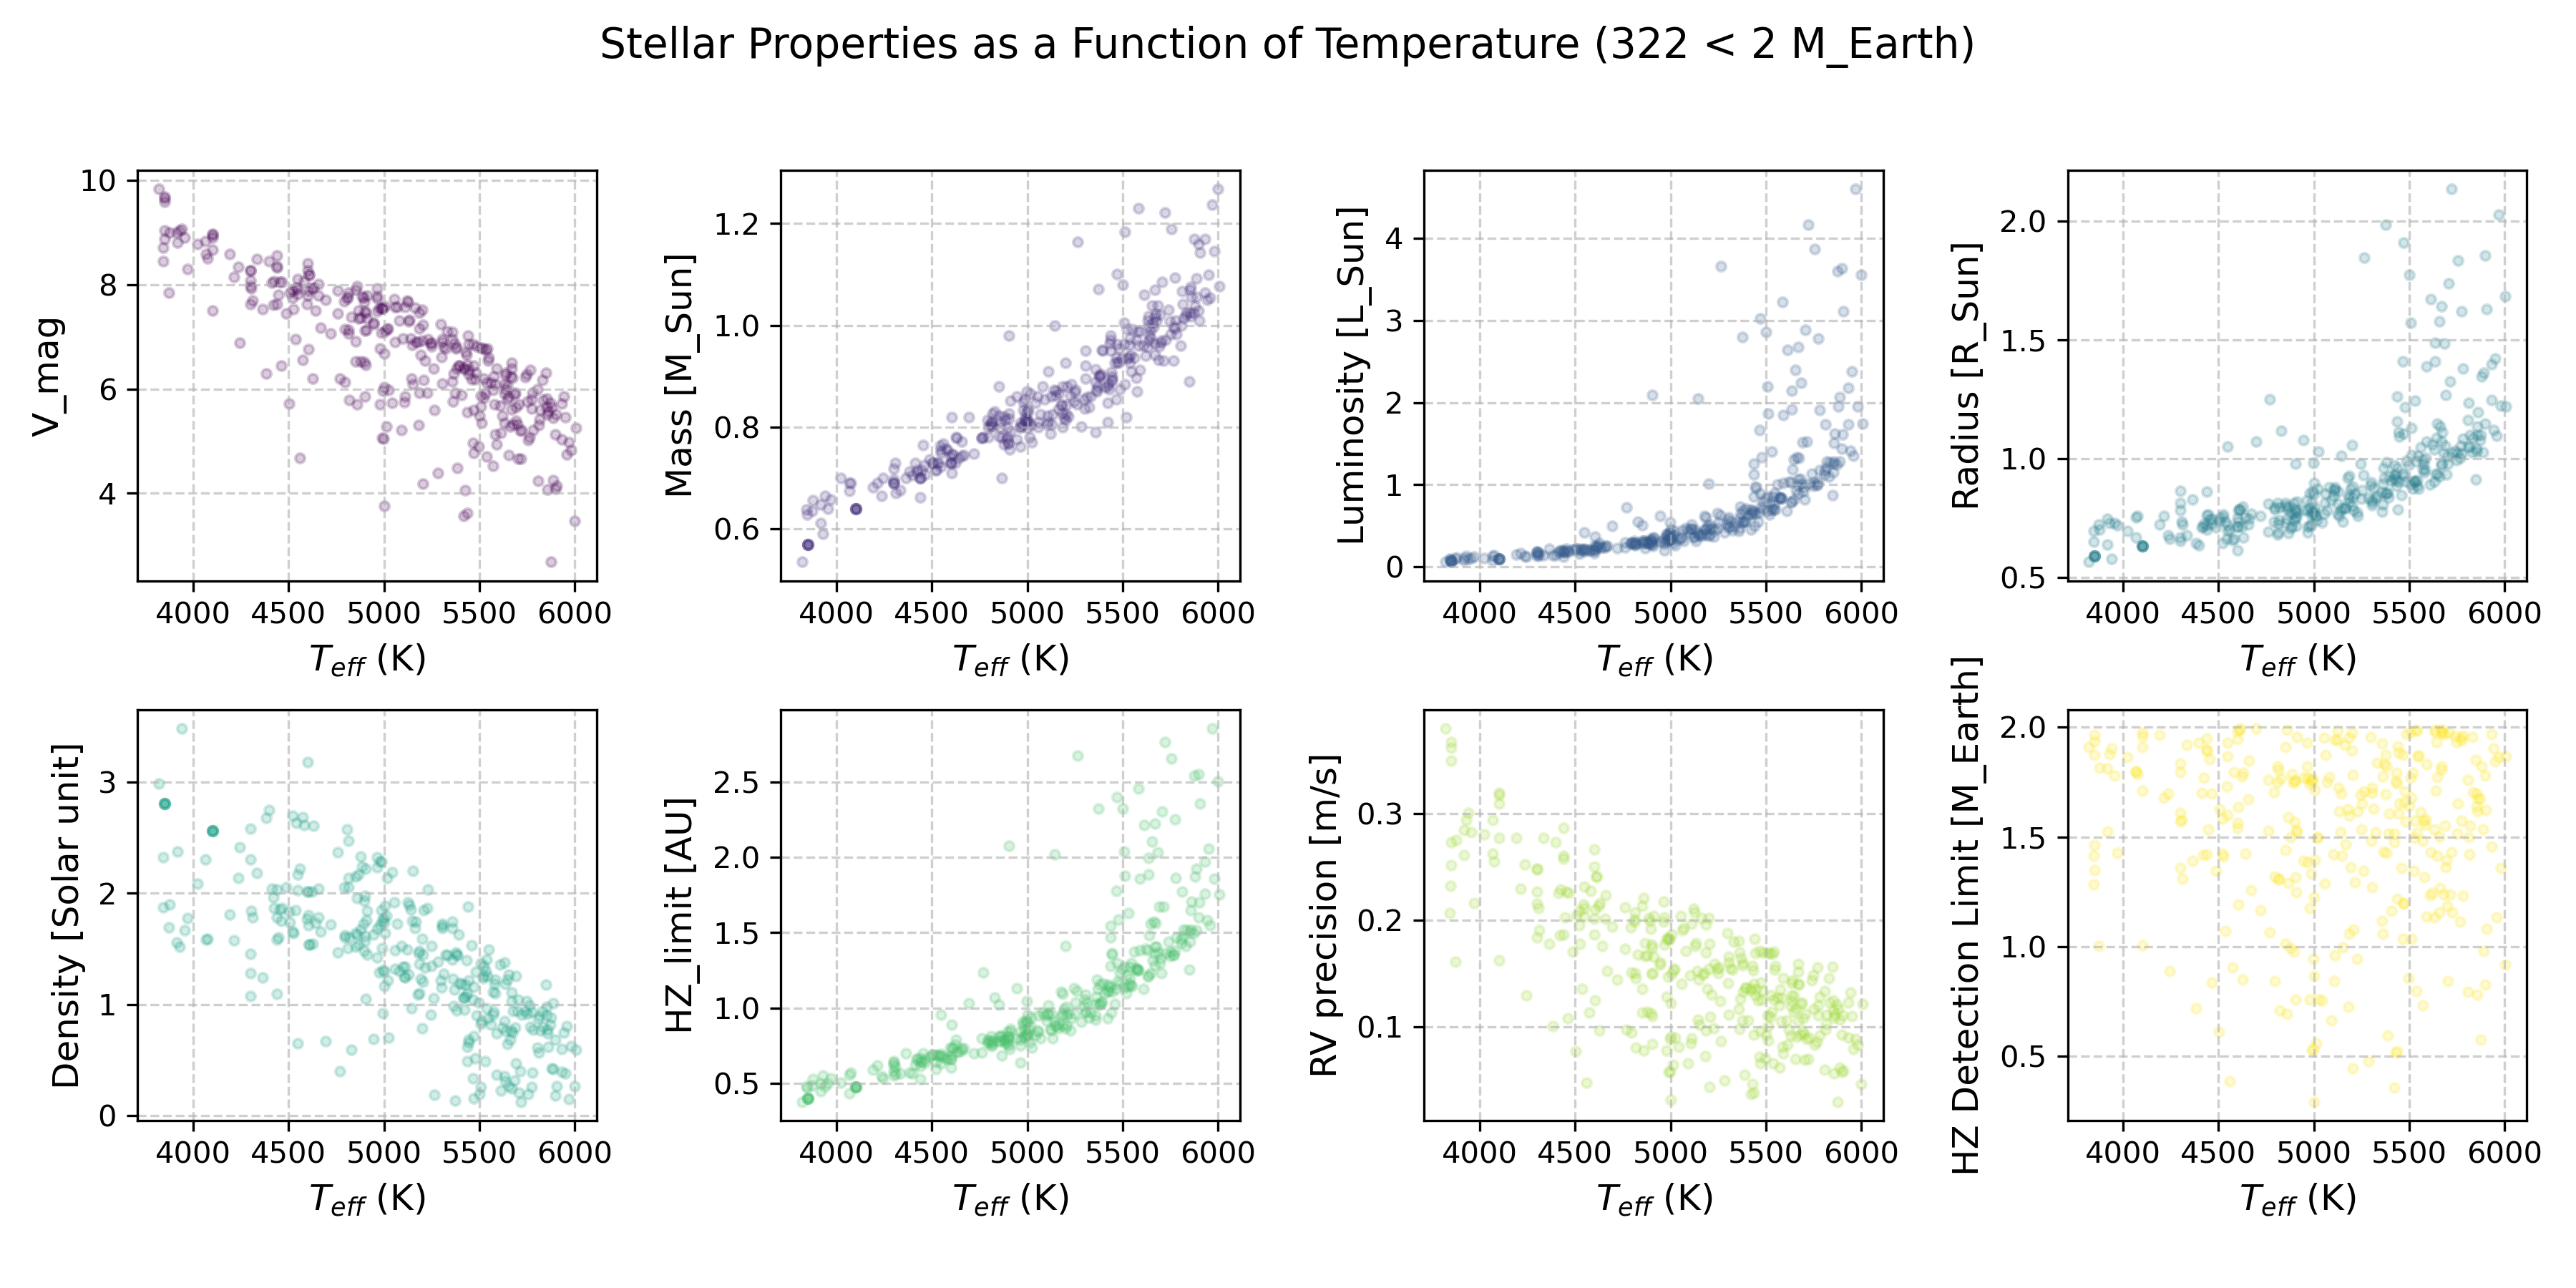 Stellar Properties as a Function of Temperature (322 < 2 M_Earth)
V_mag
10
8
6
4
4000 4500 5000 5500 6000
T_eff (K)
Mass [M_Sun]
1.2
1.0
0.8
0.6
4000 4500 5000 5500 6000
T_eff (K)
Luminosity [L_Sun]
4
3
2
1
0
4000 4500 5000 5500 6000
T_eff (K)
Radius [R_Sun]
2.0
1.5
1.0
0.5
4000 4500 5000 5500 6000
T_eff (K)
Density [Solar unit]
3
2
1
0
4000 4500 5000 5500 6000
T_eff (K)
HZ_limit [AU]
2.5
2.0
1.5
1.0
0.5
4000 4500 5000 5500 6000
T_eff (K)
RV precision [m/s]
0.3
0.2
0.1
4000 4500 5000 5500 6000
T_eff (K)
HZ Detection Limit [M_Earth]
2.0
1.5
1.0
0.5
4000 4500 5000 5500 6000
T_eff (K)